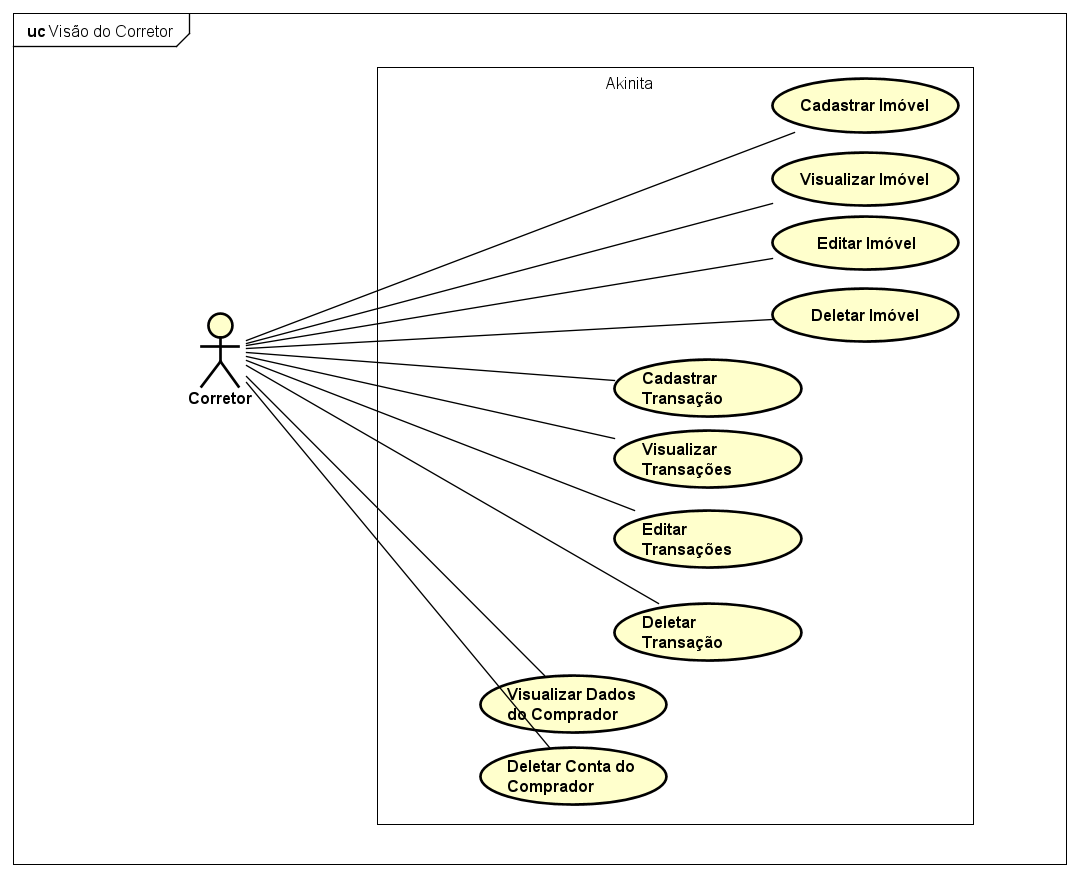 uc Visão do Corretor
Akinita
Cadastrar Imóvel
Visualizar Imóvel
Editar Imóvel
Deletar Imóvel
Corretor
Cadastrar
Transação
Visualizar
Transações
Editar
Transações
Deletar
Transação
Visualizar Dados
do Comprador
Deletar Conta do
Comprador